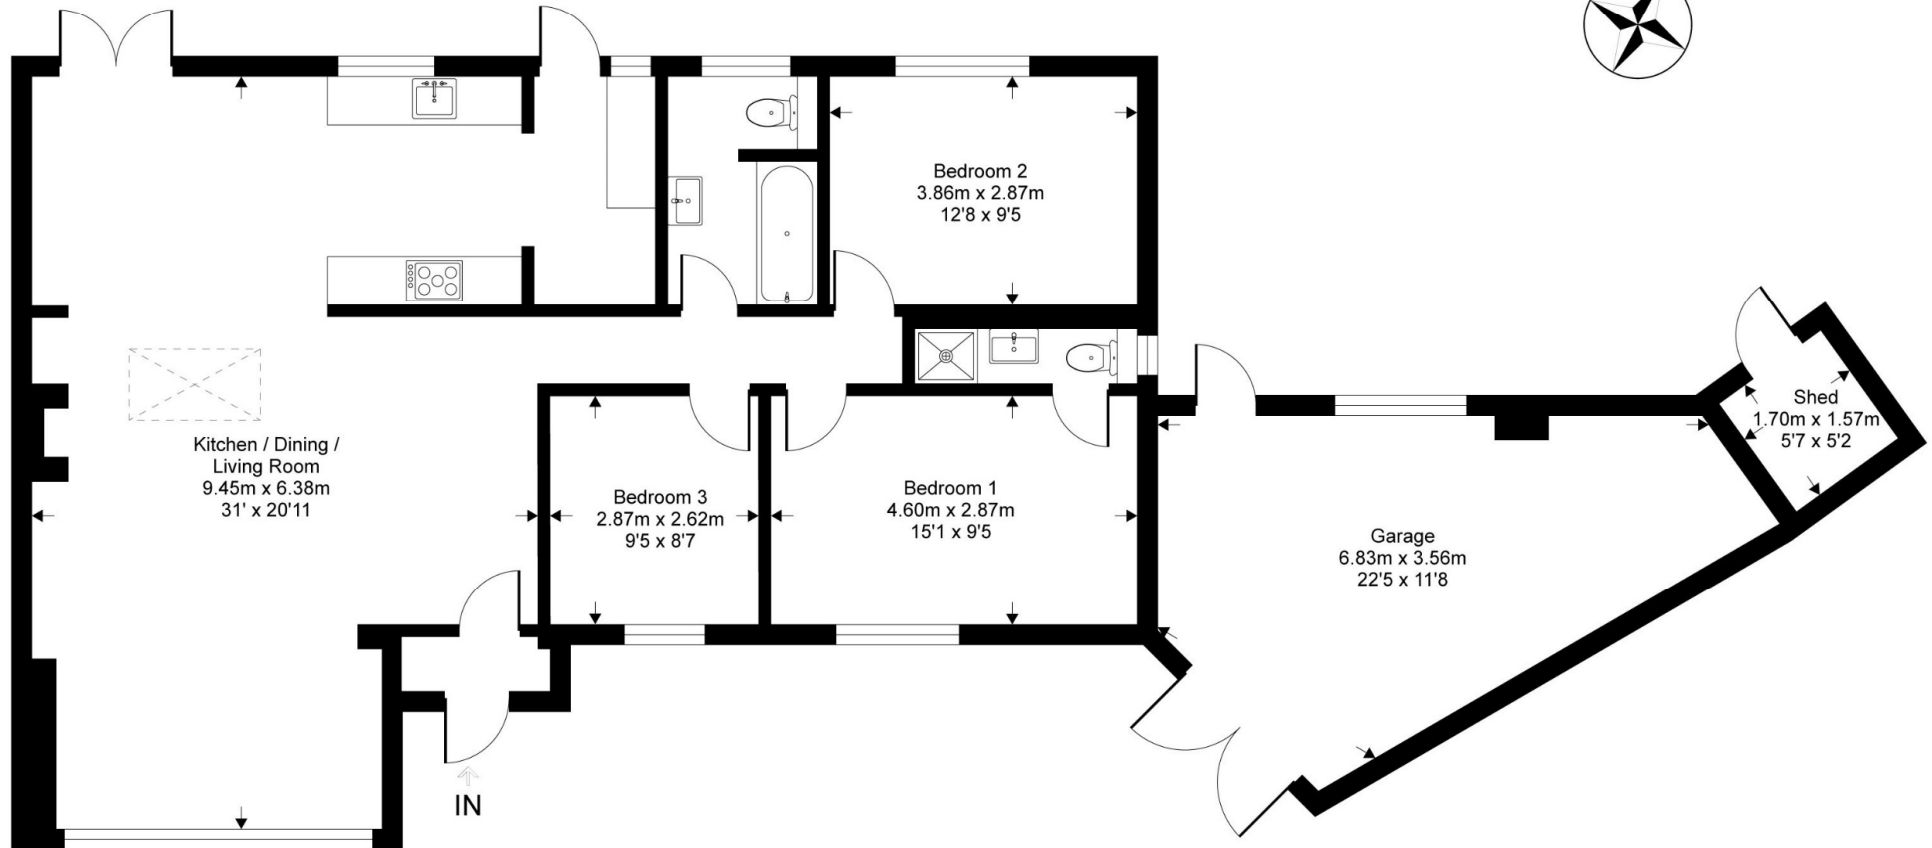 Bedroom 2
3.86m x 2.87m
12'8 x 9'5
Shed
1.70m x 1.57m
5'7 x 5'2
Kitchen / Dining /
Living Room
9.45m x 6.38m
31' x 20'11
Bedroom 3
2.87m x 2.62m
9'5 x 8'7
Bedroom 1
4.60m x 2.87m
15'1 x 9'5
Garage
6.83m x 3.56m
22'5 x 11'8
IN